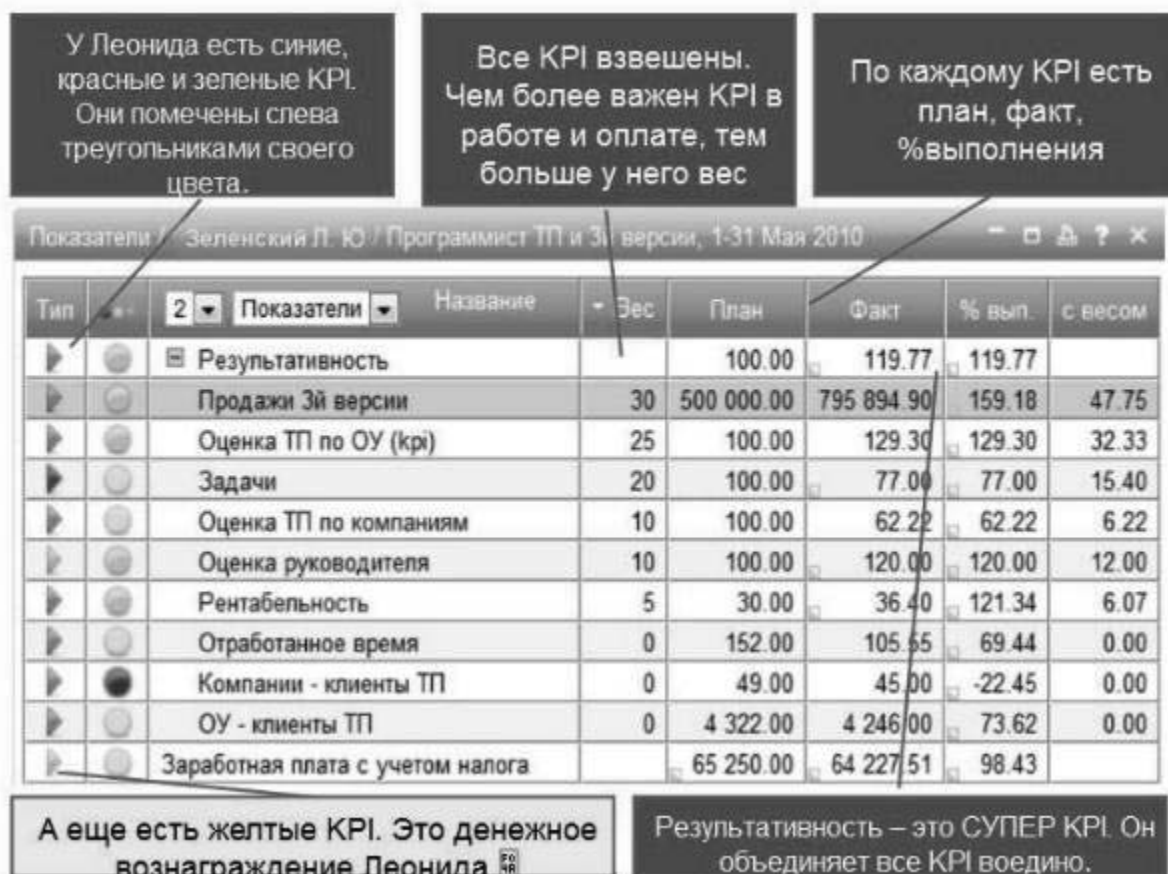 У Леонида есть синие,
красные и зеленые KPI.
Они помечены слева
треугольниками своего
цвета.
Все KPI взвешены.
Чем более важен KPI в
работе и оплате, тем
больше у него вес
По каждому KPI есть
план, факт,
%выполнения
Показатели / Зеленский Л. Ю / Программист ТП и 3й версии, 1-31 Мая 2010
Тип 2 Показатели Название Вес План Факт % вып. с весом
Результативность 100.00 119.77 119.77
Продажи 3й версии 30 500 000.00 795 894.90 159.18 47.75
Оценка ТП по ОУ (kpi) 25 100.00 129.30 129.30 32.33
Задачи 20 100.00 77.00 77.00 15.40
Оценка ТП по компаниям 10 100.00 62.22 62.22 6.22
Оценка руководителя 10 100.00 120.00 120.00 12.00
Рентабельность 5 30.00 36.40 121.34 6.07
Отработанное время 0 152.00 105.55 69.44 0.00
Компании - клиенты ТП 0 49.00 45.00 -22.45 0.00
ОУ - клиенты ТП 0 4 322.00 4 246.00 73.62 0.00
Заработная плата с учетом налога 65 250.00 64 227.51 98.43
А еще есть желтые KPI. Это денежное
вознаграждение Леонида
Результативность – это СУПЕР KPI. Он
объединяет все KPI воедино.